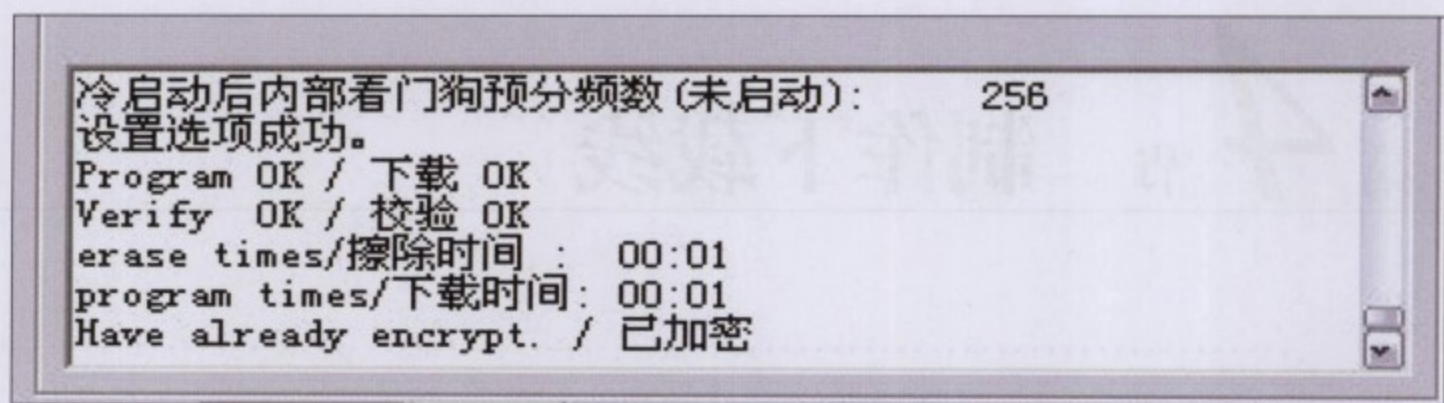 冷启动后内部看门狗预分频数(未启动):     256
设置选项成功。
Program OK / 下载 OK
Verify  OK / 校验 OK
erase times/擦除时间 :  00:01
program times/下载时间: 00:01
Have already encrypt. / 已加密